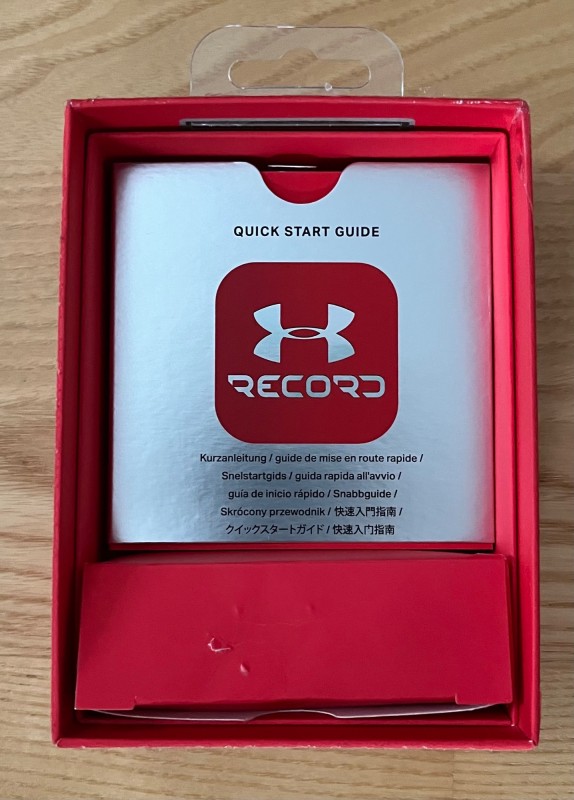 QUICK START GUIDE
RECORD
Kurzanleitung / guide de mise en route rapide /
Snelstartgids / guida rapida all'avvio /
guía de inicio rápido / Snabbguide /
Skrócony przewodnik / 快速入門指南 /
クイックスタートガイド / 快速入门指南